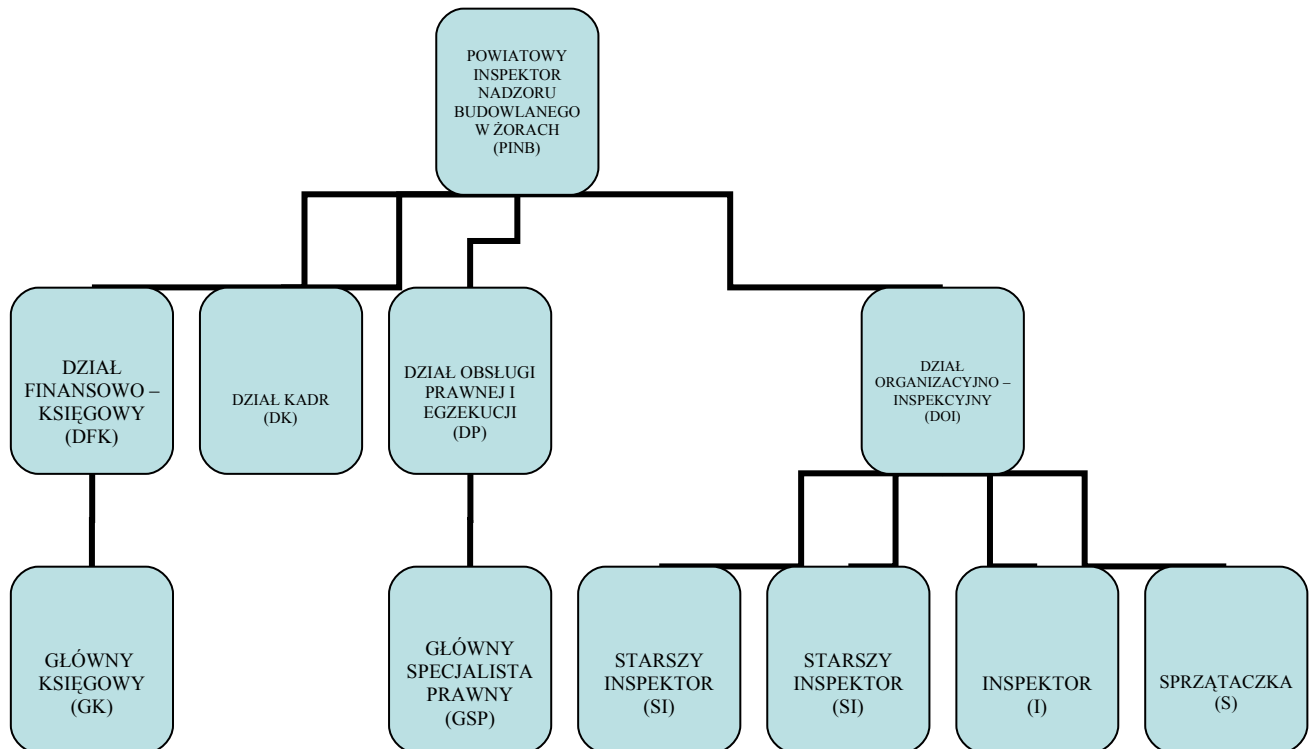 POWIATOWY
INSPEKTOR
NADZORU
BUDOWLANEGO
W ŻORACH
(PINB)
DZIAŁ
FINANSOWO –
KSIĘGOWY
(DFK)
DZIAŁ KADR
(DK)
DZIAŁ OBSŁUGI
PRAWNEJ I
EGZEKUCJI
(DP)
DZIAŁ
ORGANIZACYJNO –
INSPEKCYJNY
(DOI)
GŁÓWNY
KSIĘGOWY
(GK)
GŁÓWNY
SPECJALISTA
PRAWNY
(GSP)
STARSZY
INSPEKTOR
(SI)
STARSZY
INSPEKTOR
(SI)
INSPEKTOR
(I)
SPRZĄTACZKA
(S)